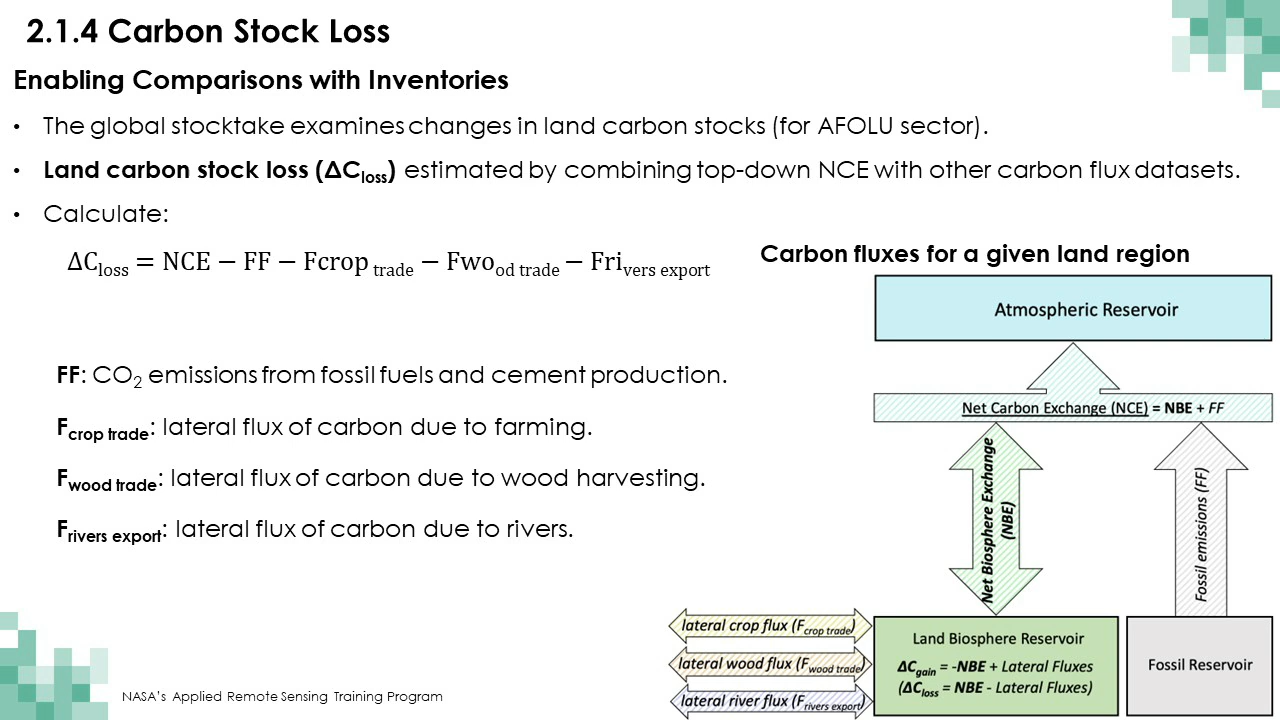 2.1.4 Carbon Stock Loss
Enabling Comparisons with Inventories
• The global stocktake examines changes in land carbon stocks (for AFOLU sector).
• Land carbon stock loss (ΔCloss) estimated by combining top-down NCE with other carbon flux datasets.
• Calculate:
ΔCloss = NCE − FF − Fcrop trade − Fwood trade − Frivers export
FF: CO2 emissions from fossil fuels and cement production.
Fcrop trade: lateral flux of carbon due to farming.
Fwood trade: lateral flux of carbon due to wood harvesting.
Frivers export: lateral flux of carbon due to rivers.
Carbon fluxes for a given land region
Atmospheric Reservoir
Net Carbon Exchange (NCE) = NBE + FF
Net Biosphere Exchange
(NBE)
Fossil emissions (FF)
lateral crop flux (Fcrop trade)
lateral wood flux (Fwood trade)
lateral river flux (Frivers export)
Land Biosphere Reservoir
ΔCgain = -NBE + Lateral Fluxes
(ΔCloss = NBE - Lateral Fluxes)
Fossil Reservoir
NASA's Applied Remote Sensing Training Program